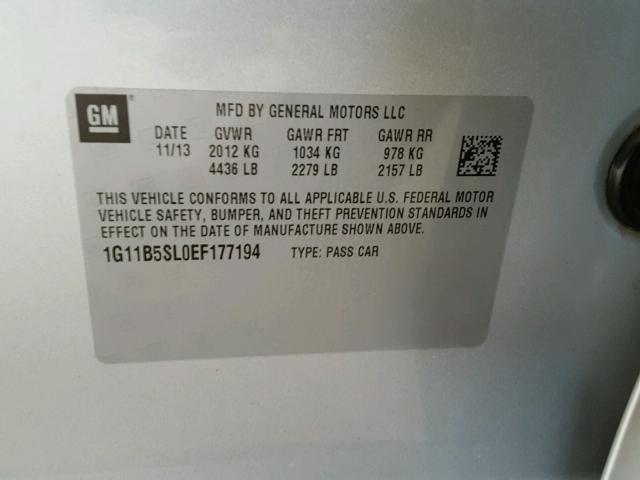 GM ®
MFD BY GENERAL MOTORS LLC
DATE GVWR GAWR FRT GAWR RR
11/13 2012 KG 1034 KG 978 KG
4436 LB 2279 LB 2157 LB
THIS VEHICLE CONFORMS TO ALL APPLICABLE U.S. FEDERAL MOTOR
VEHICLE SAFETY, BUMPER, AND THEFT PREVENTION STANDARDS IN
EFFECT ON THE DATE OF MANUFACTURE SHOWN ABOVE.
1G11B5SL0EF177194 TYPE: PASS CAR